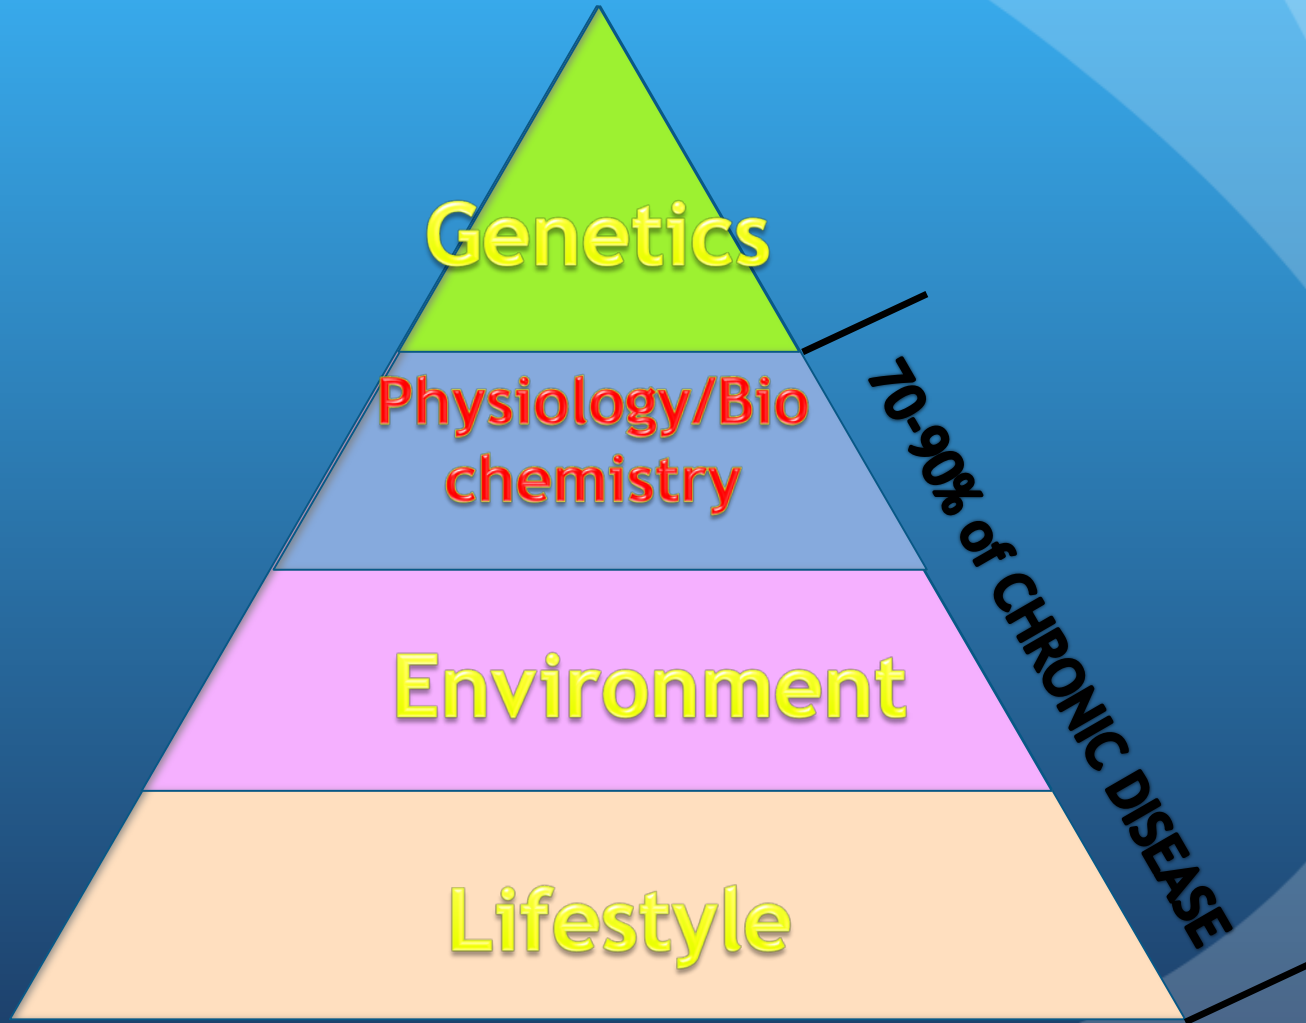 Genetics
Physiology/Bio
chemistry
70-90% of CHRONIC DISEASE
Environment
Lifestyle